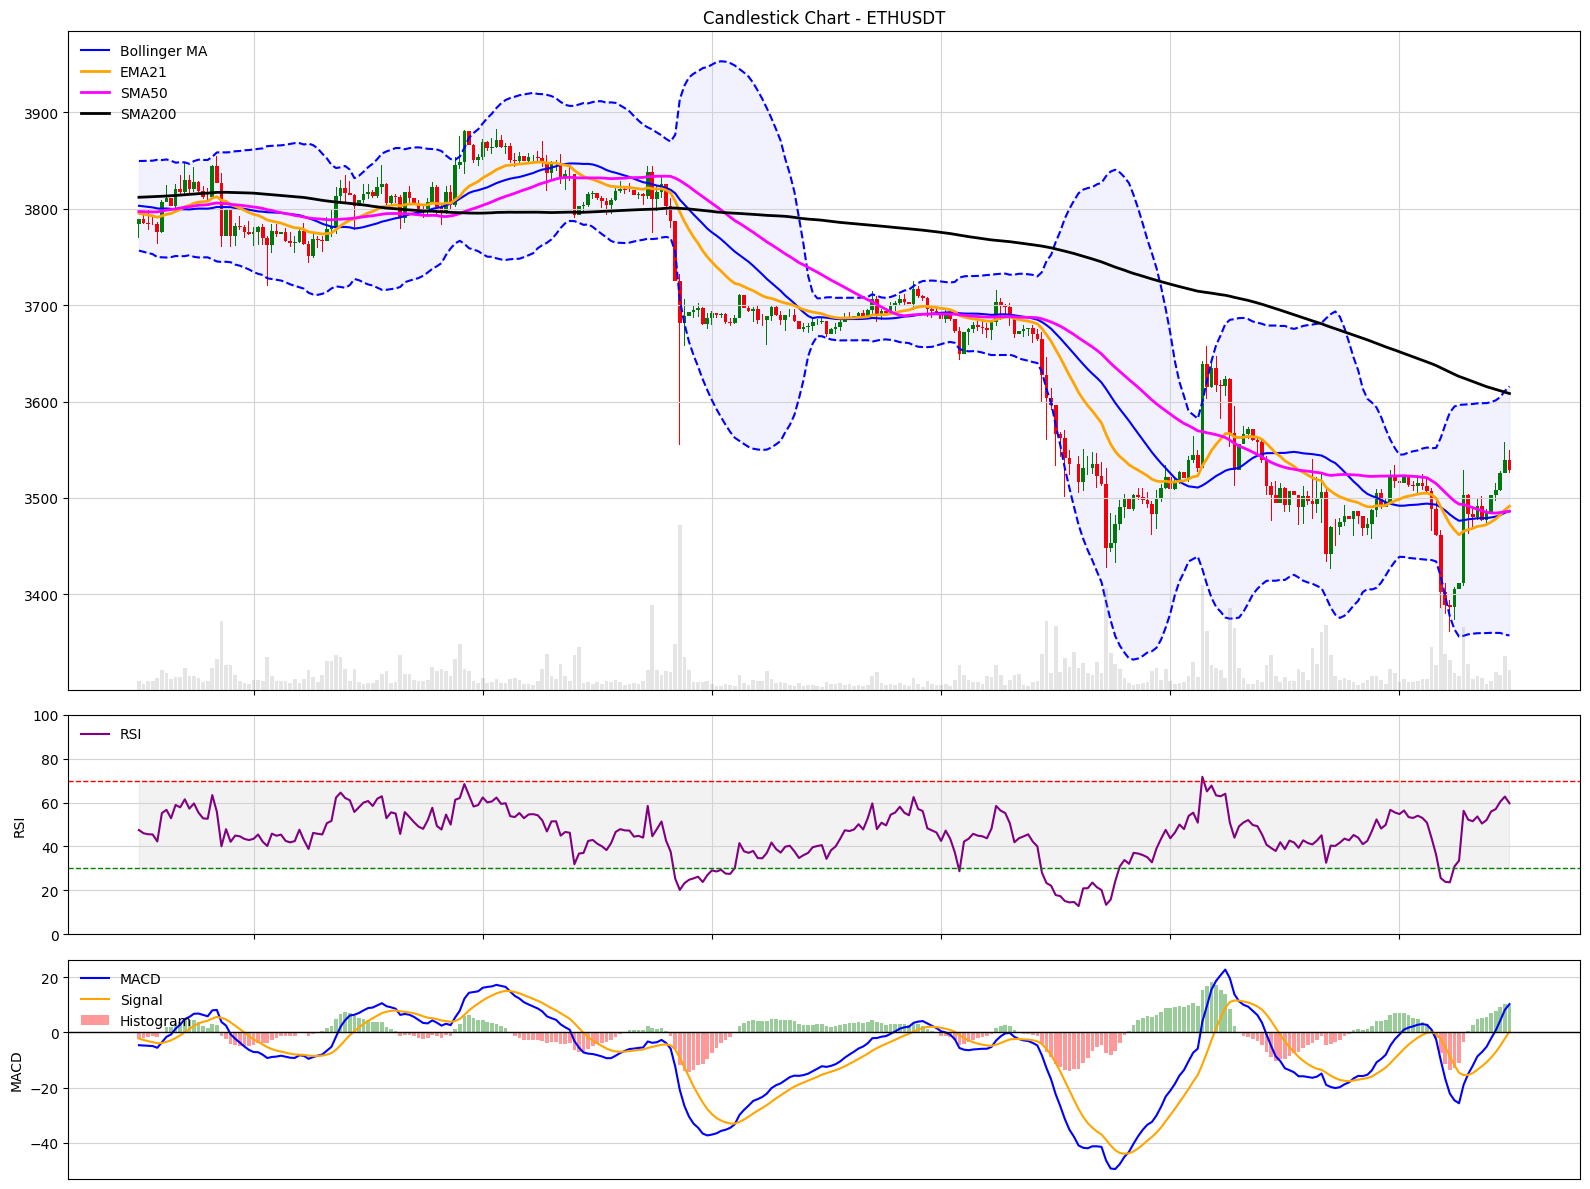 Candlestick Chart - ETHUSDT
Bollinger MA
EMA21
SMA50
SMA200
3900
3800
3700
3600
3500
3400
RSI
100
80
60
40
20
0
RSI
MACD
Signal
Histogram
20
0
−20
−40
MACD